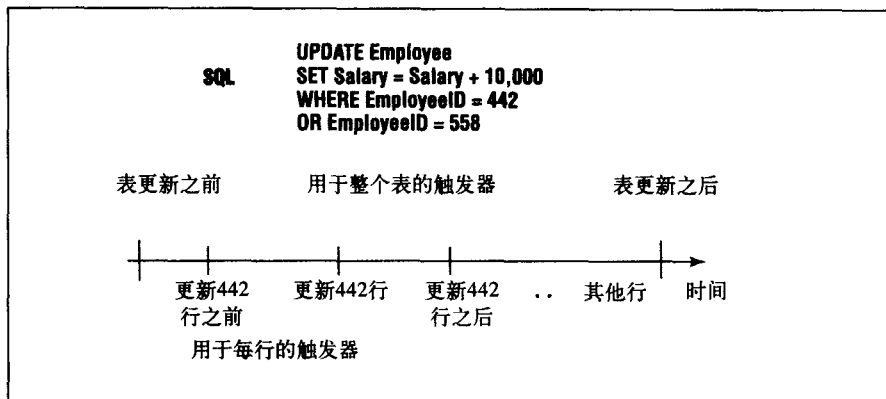 UPDATE Employee
SQL SET Salary = Salary + 10,000
WHERE EmployeeID = 442
OR EmployeeID = 558
表更新之前 用于整个表的触发器 表更新之后
更新442 更新442行 更新442 .. 其他行 时间
行之前 行之后
用于每行的触发器